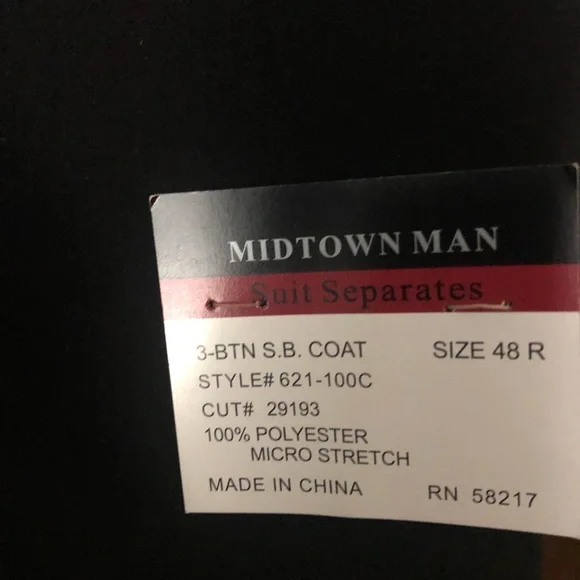 MIDTOWN MAN
Suit Separates
3-BTN S.B. COAT SIZE 48 R
STYLE# 621-100C
CUT# 29193
100% POLYESTER
MICRO STRETCH
MADE IN CHINA RN 58217